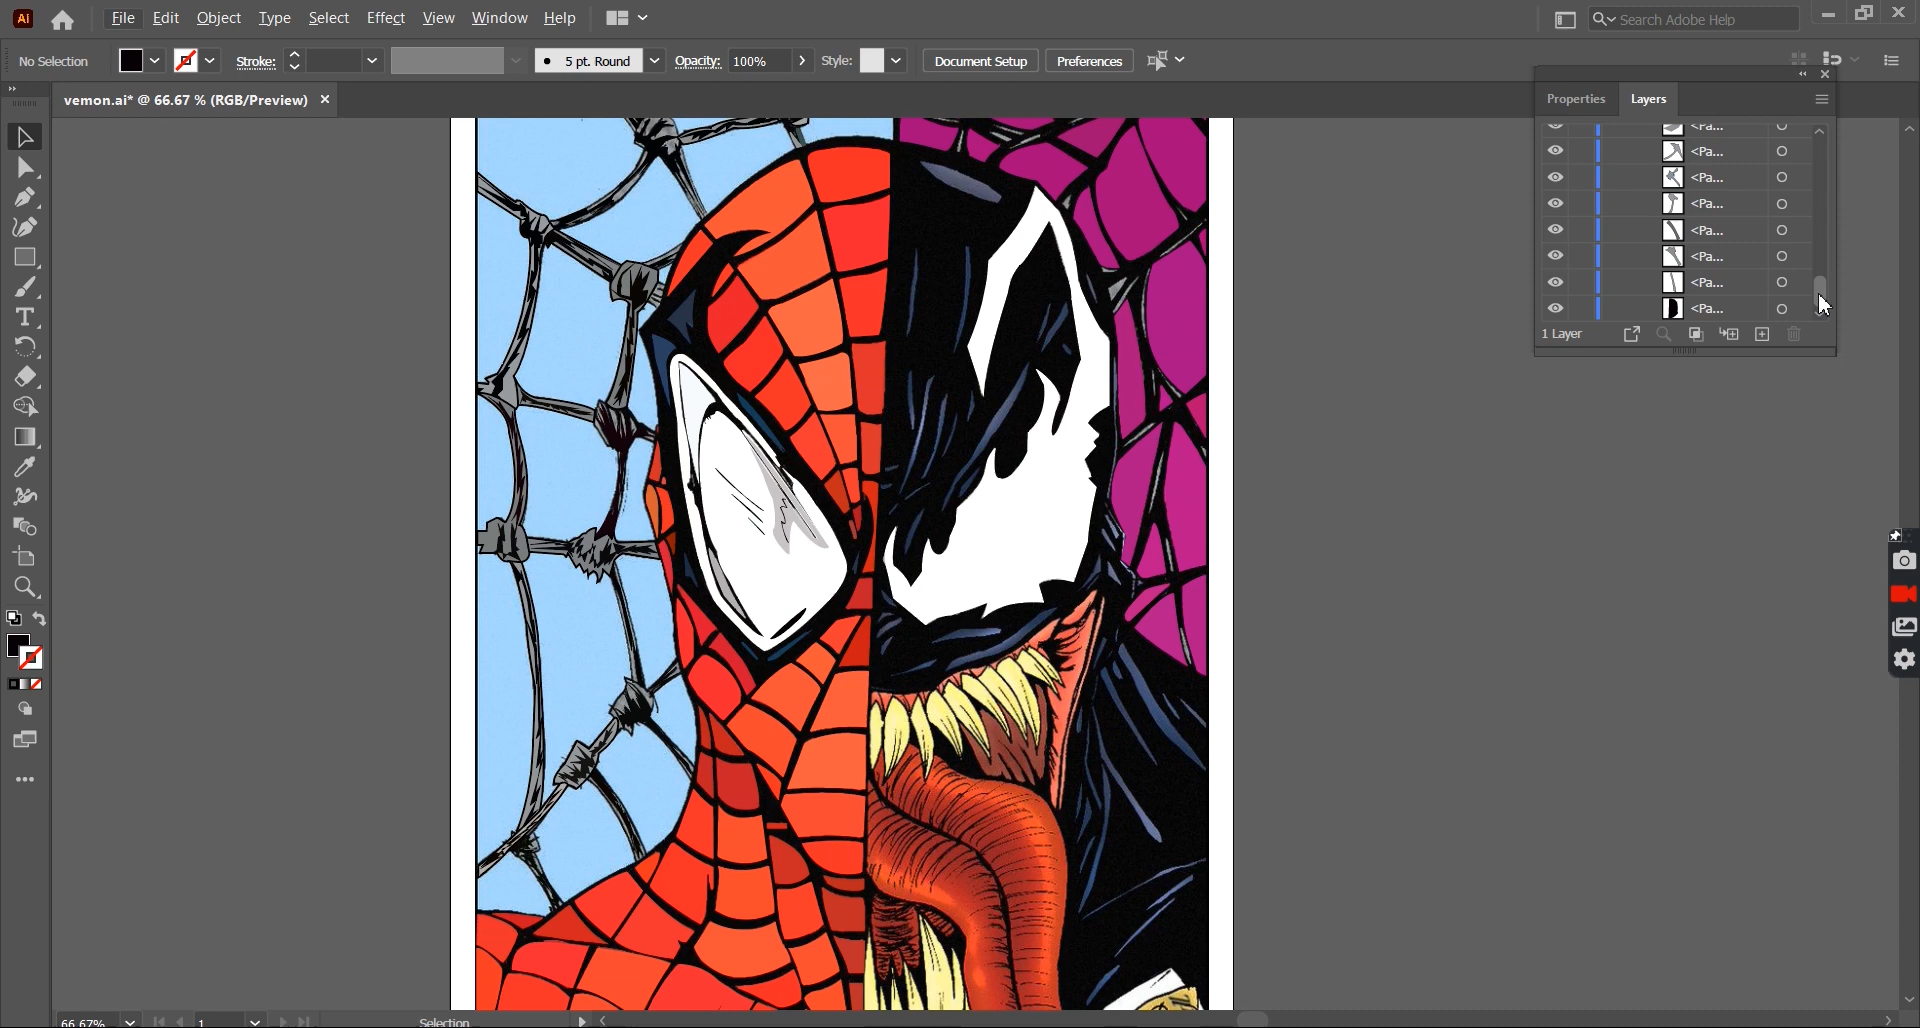 Ai File Edit Object Type Select Effect View Window Help Search Adobe Help
No Selection Stroke: 5 pt. Round Opacity: 100% Style: Document Setup Preferences
vemon.ai* @ 66.67 % (RGB/Preview)
Properties Layers
<Pa...
<Pa...
<Pa...
<Pa...
<Pa...
<Pa...
<Pa...
<Pa...
1 Layer
66.67% 1 Selection